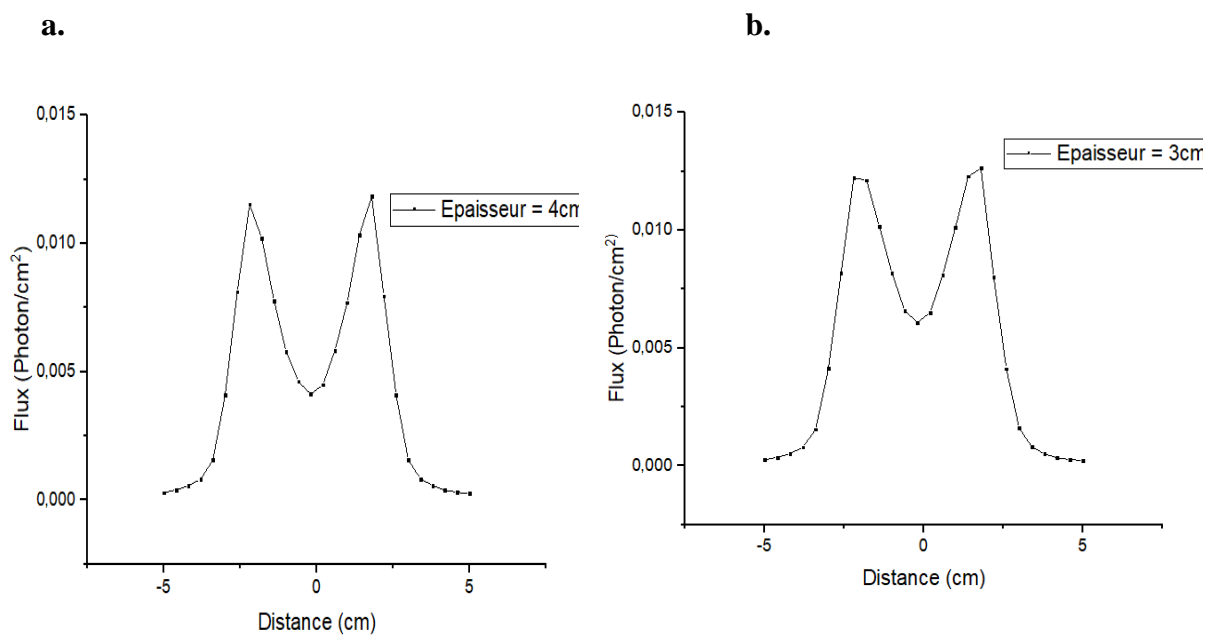 a.
0,015
0,010
0,005
0,000
Flux (Photon/cm²)
-5
0
5
Distance (cm)
Epaisseur = 4cm
b.
0,015
0,010
0,005
0,000
Flux (Photon/cm²)
-5
0
5
Distance (cm)
Epaisseur = 3cm